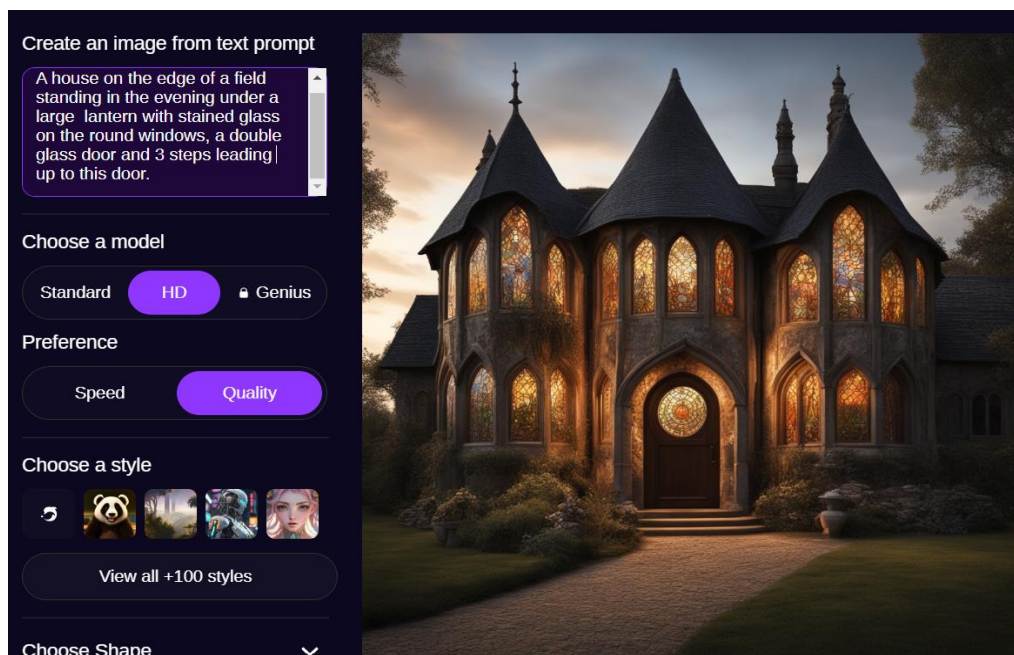 Create an image from text prompt
A house on the edge of a field
standing in the evening under a
large  lantern with stained glass
on the round windows, a double
glass door and 3 steps leading
up to this door.
Choose a model
Standard HD Genius
Preference
Speed Quality
Choose a style
View all +100 styles
Choose Shape